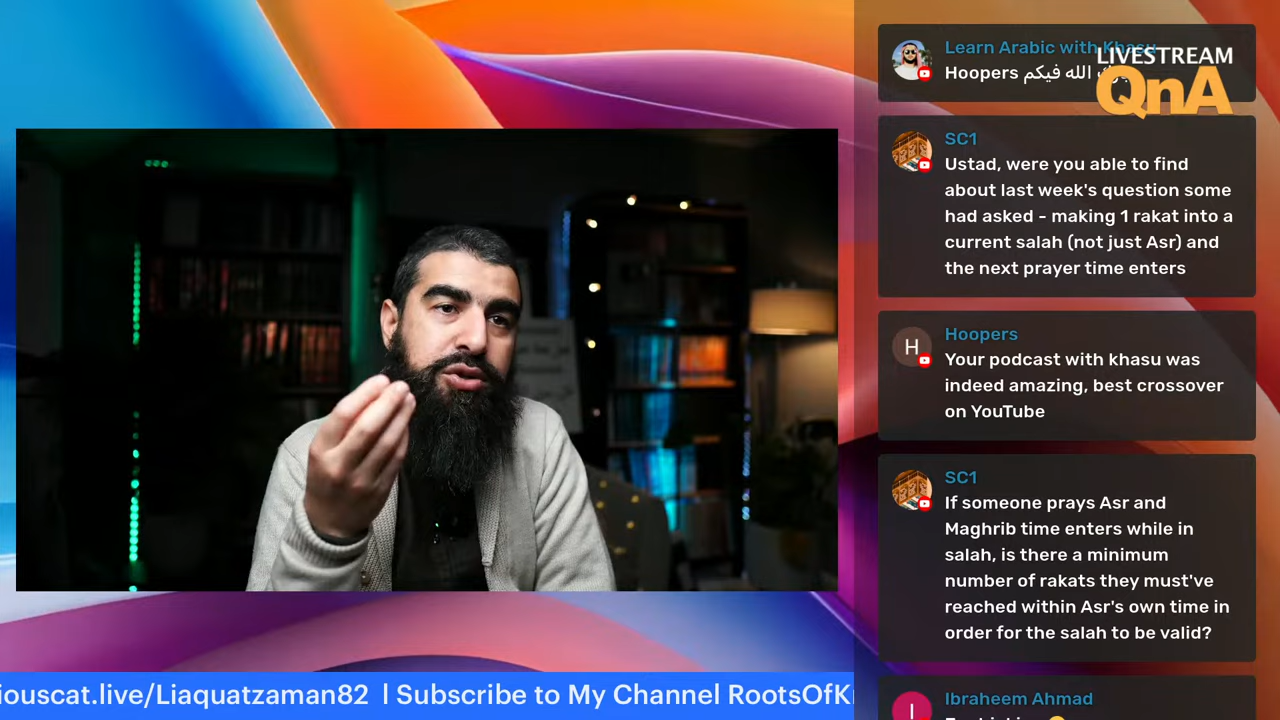 Learn Arabic with Khasu
LIVESTREAM
QnA
Hoopers الله فيكم
SC1
Ustad, were you able to find
about last week's question some
had asked - making 1 rakat into a
current salah (not just Asr) and
the next prayer time enters
Hoopers
H
Your podcast with khasu was
indeed amazing, best crossover
on YouTube
SC1
If someone prays Asr and
Maghrib time enters while in
salah, is there a minimum
number of rakats they must've
reached within Asr's own time in
order for the salah to be valid?
Ibraheem Ahmad
I
iouscat.live/Liaquatzaman82 | Subscribe to My Channel RootsOfK